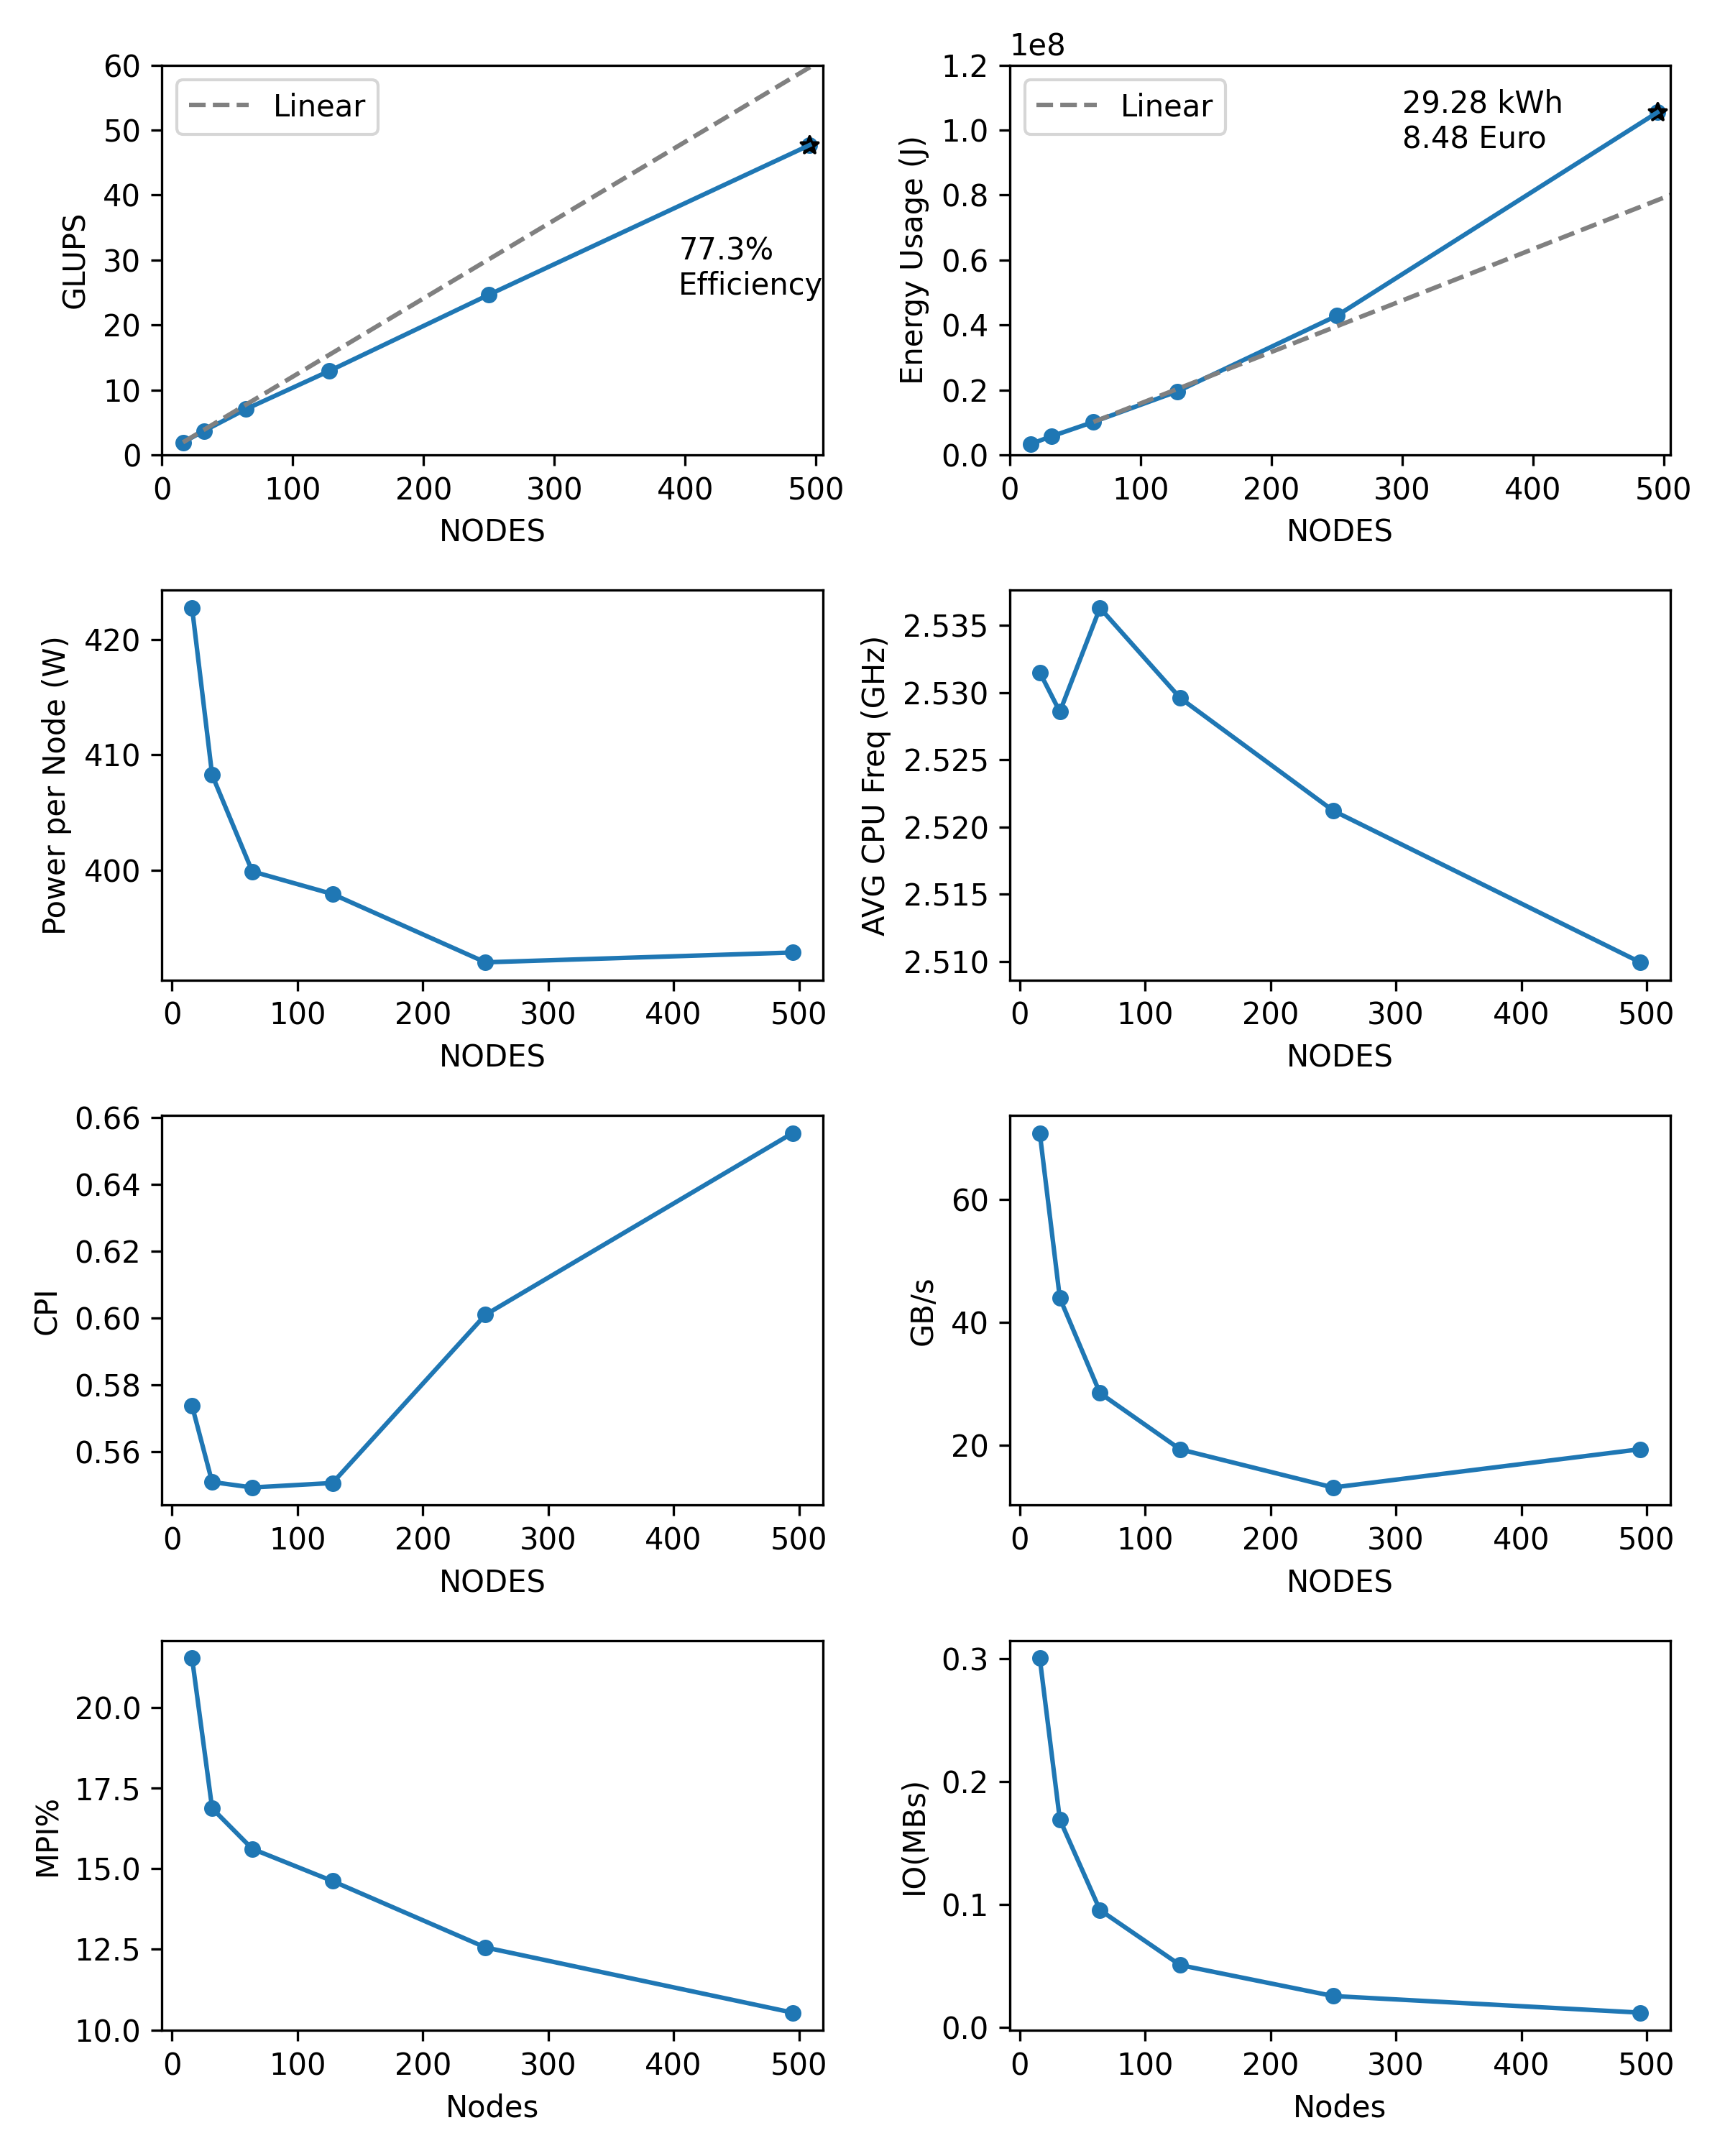 60
50
40
30
20
10
0
GLUPS
Linear
77.3%
Efficiency
0 100 200 300 400 500
NODES
1e8
1.2
1.0
0.8
0.6
0.4
0.2
0.0
Energy Usage (J)
Linear
29.28 kWh
8.48 Euro
0 100 200 300 400 500
NODES
420
410
400
Power per Node (W)
0 100 200 300 400 500
NODES
2.535
2.530
2.525
2.520
2.515
2.510
AVG CPU Freq (GHz)
0 100 200 300 400 500
NODES
0.66
0.64
0.62
0.60
0.58
0.56
CPI
0 100 200 300 400 500
NODES
60
40
20
GB/s
0 100 200 300 400 500
NODES
20.0
17.5
15.0
12.5
10.0
MPI%
0 100 200 300 400 500
Nodes
0.3
0.2
0.1
0.0
IO(MBs)
0 100 200 300 400 500
Nodes